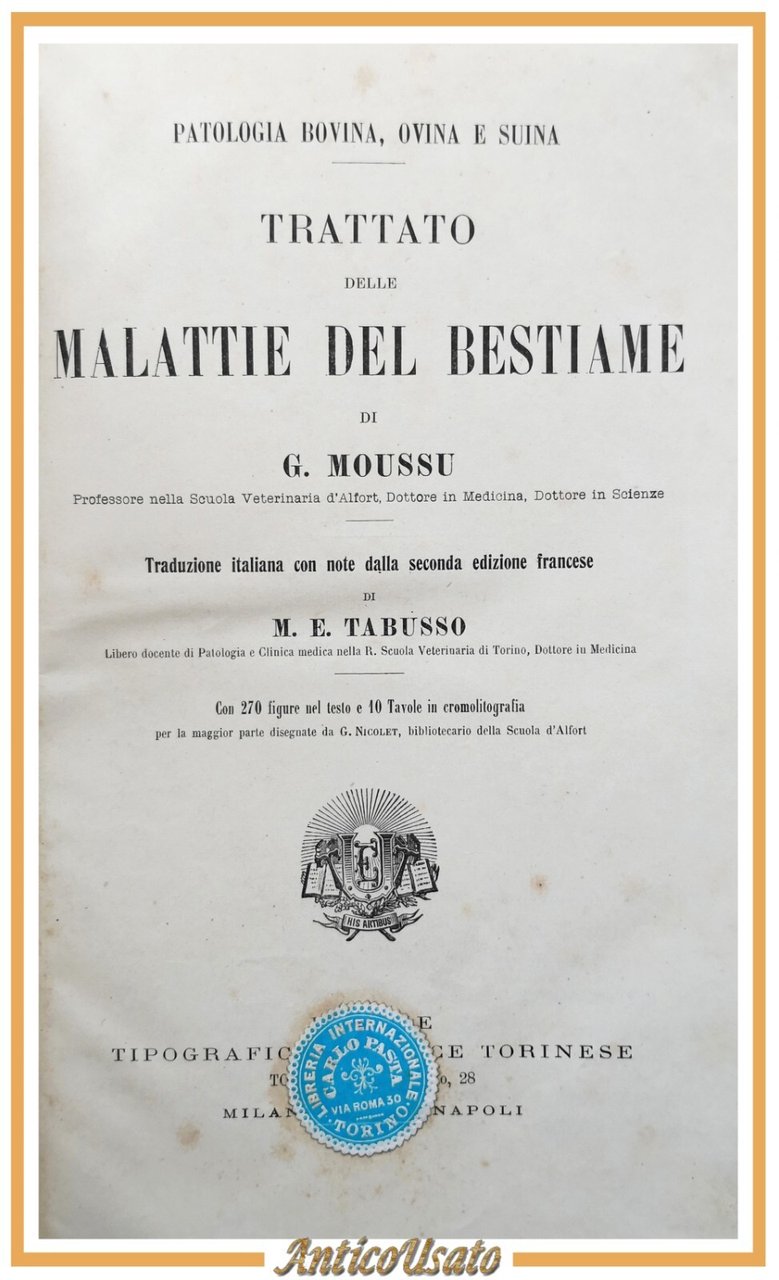 PATOLOGIA BOVINA, OVINA E SUINA
TRATTATO
DELLE
MALATTIE DEL BESTIAME
DI
G. MOUSSU
Professore nella Scuola Veterinaria d'Alfort, Dottore in Medicina, Dottore in Scienze
Traduzione italiana con note dalla seconda edizione francese
DI
M. E. TABUSSO
Libero docente di Patologia e Clinica medica nella R. Scuola Veterinaria di Torino, Dottore in Medicina
Con 270 figure nel testo e 10 Tavole in cromolitografia
per la maggior parte disegnate da G. NICOLET, bibliotecario della Scuola d'Alfort
UE
HIS ARTIBUS
E
TIPOGRAFIC CE TORINESE
TO o, 28
MILAN NAPOLI
LIBRERIA INTERNAZIONALE
CARLO PASTA
VIA ROMA 30
TORINO
AnticoUsato